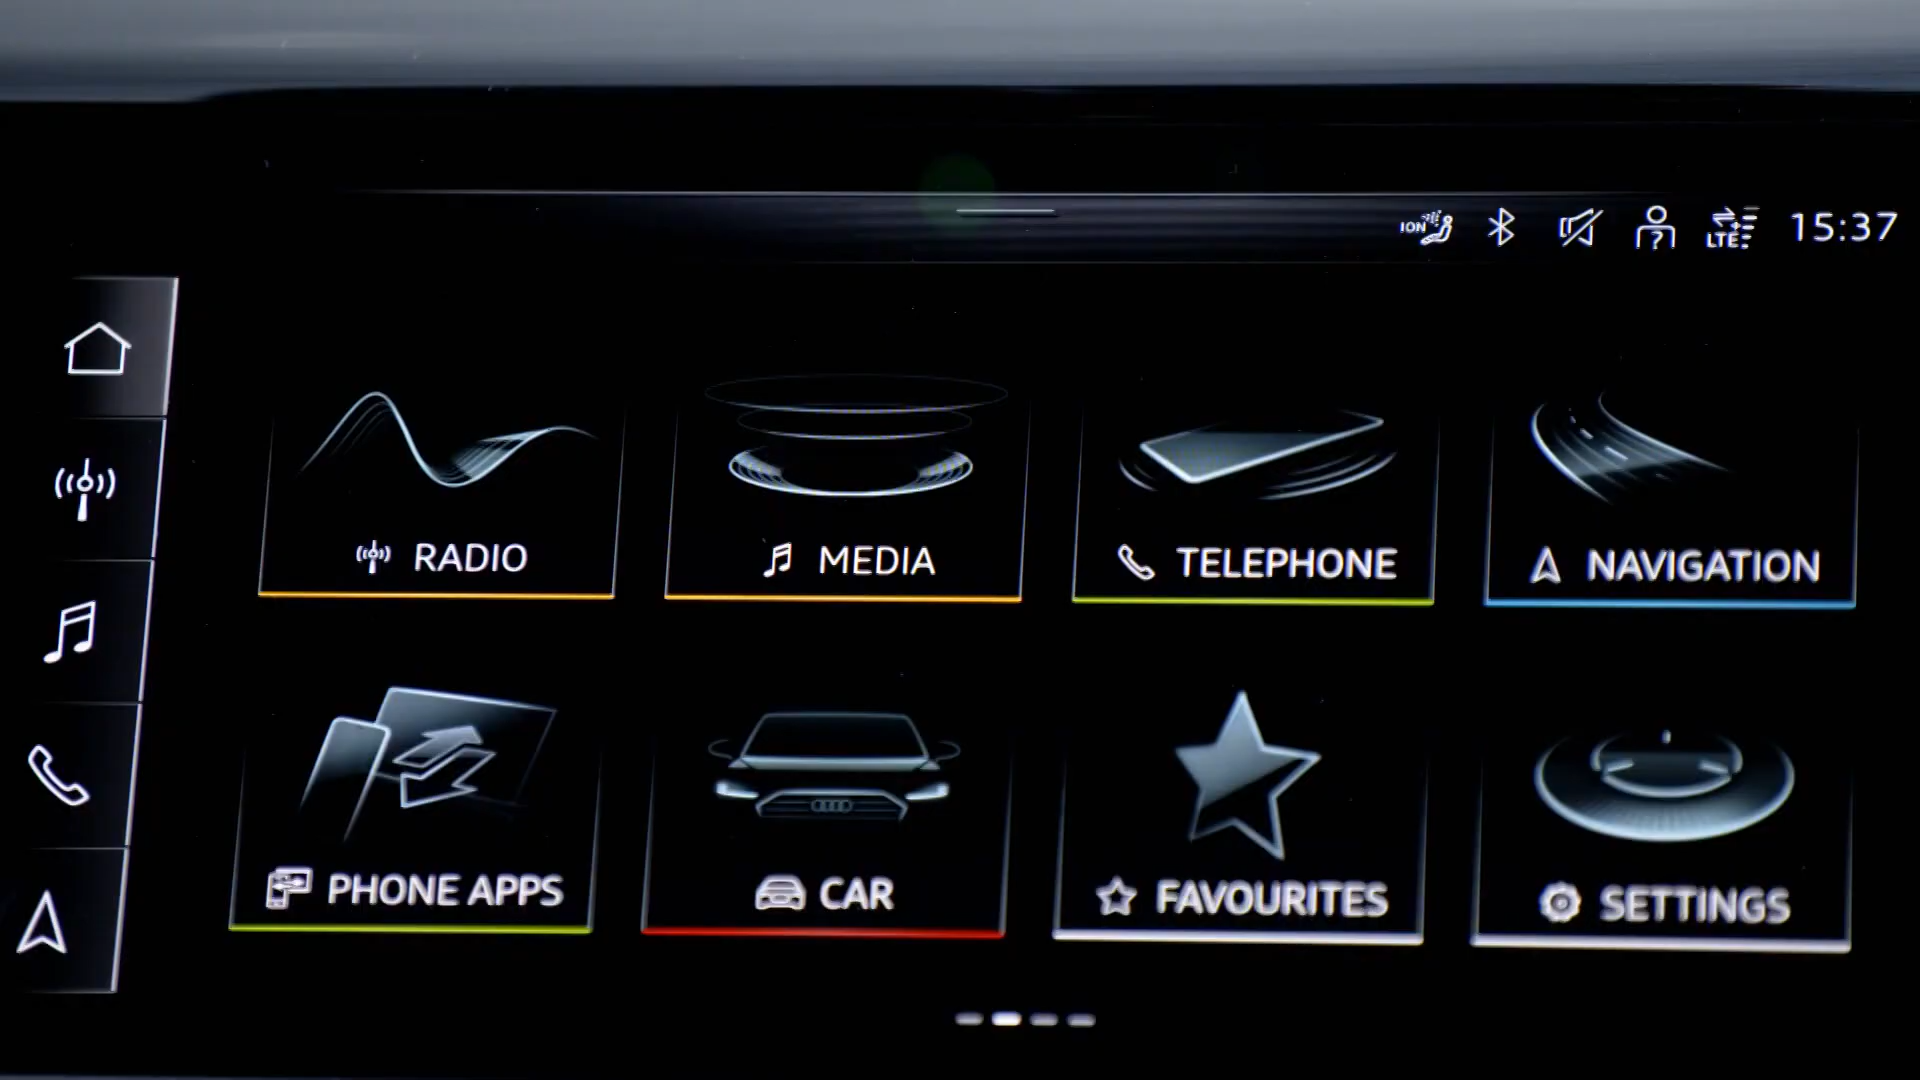 ION LTE 15:37
RADIO MEDIA TELEPHONE NAVIGATION
PHONE APPS CAR FAVOURITES SETTINGS